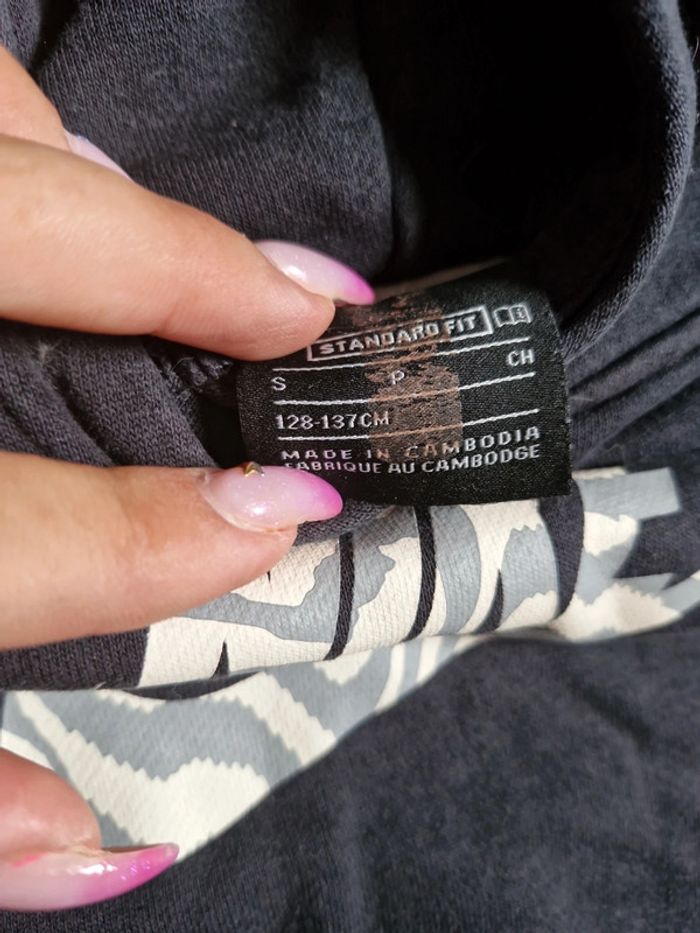 STANDARD FIT
S P CH
128-137CM
MADE IN CAMBODIA
FABRIQUE AU CAMBODGE